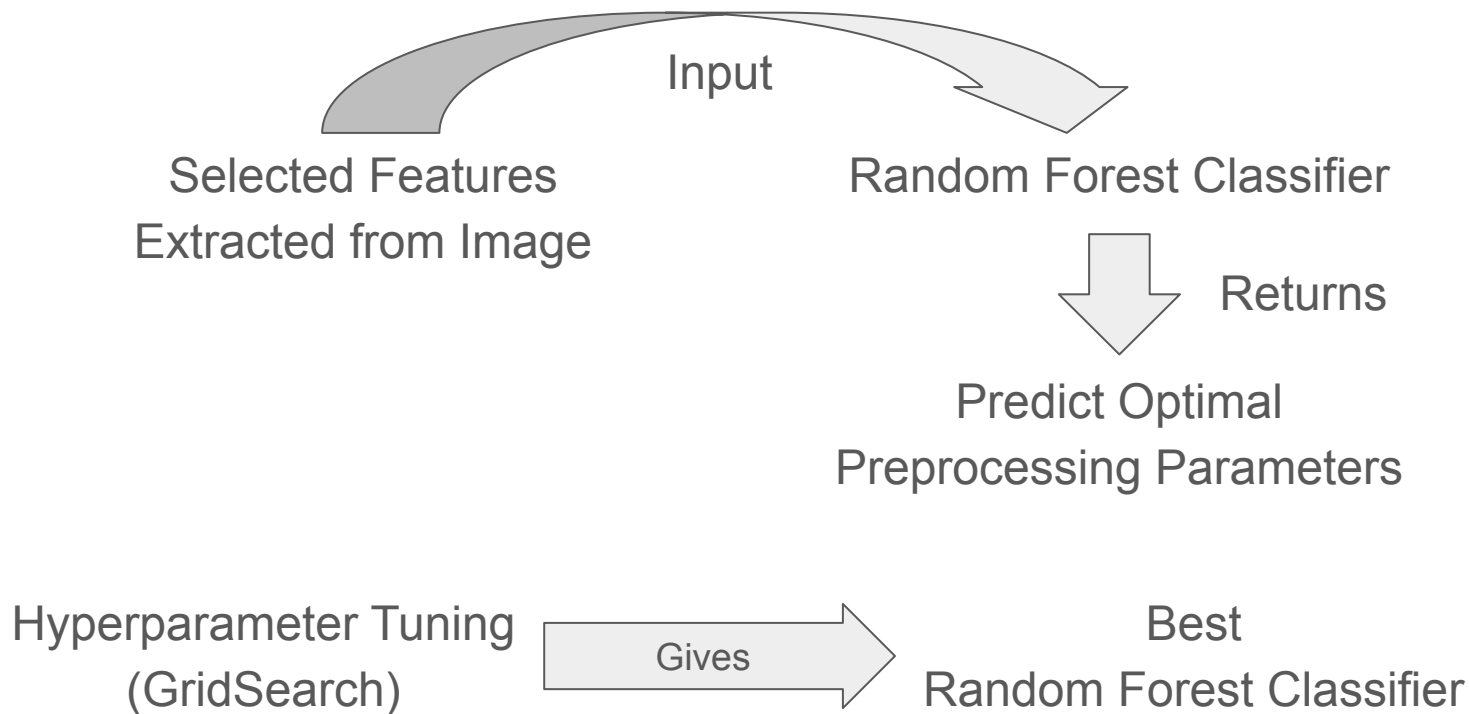 Input
Selected Features
Extracted from Image
Random Forest Classifier
Returns
Predict Optimal
Preprocessing Parameters
Hyperparameter Tuning
(GridSearch)
Gives
Best
Random Forest Classifier